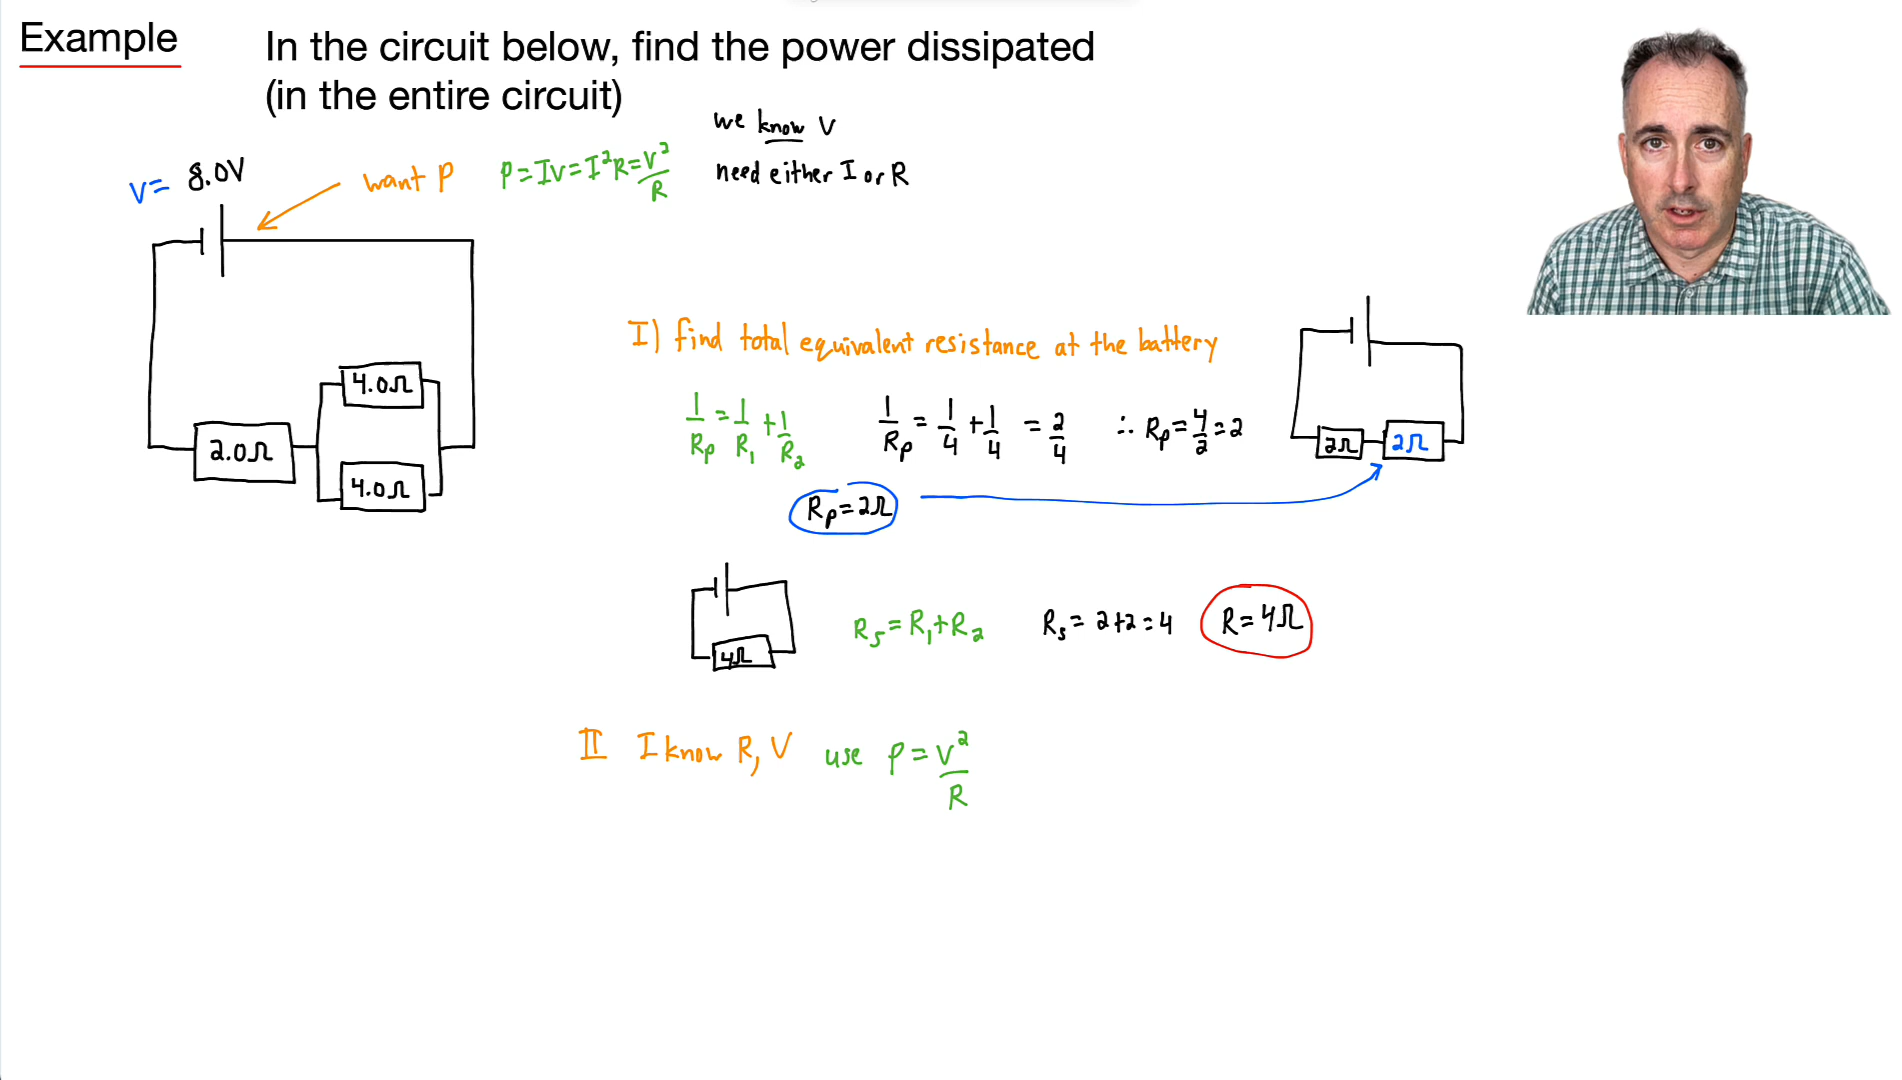 Example
In the circuit below, find the power dissipated
(in the entire circuit)
we know V
need either I or R
V= 8.0V
want P
P=IV=I²R=V²/R
4.0Ω
2.0Ω
4.0Ω
I) find total equivalent resistance at the battery
1/Rp = 1/R₁ + 1/R₂
1/Rp = 1/4 + 1/4 = 2/4
∴ Rp = 4/2 = 2
2Ω
2Ω
Rp=2Ω
4Ω
Rs=R₁+R₂
Rs= 2+2=4
R=4Ω
II I know R, V use P=V²/R